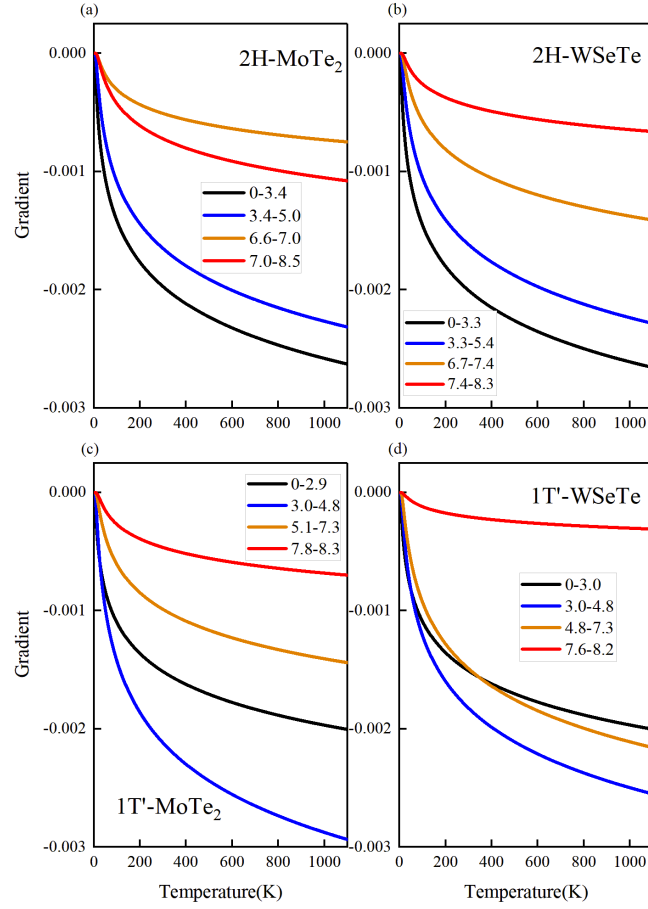 (a)
(b)
0.000
-0.001
-0.002
-0.003
Gradient
2H-MoTe2
0-3.4
3.4-5.0
6.6-7.0
7.0-8.5
0 200 400 600 800 1000
0.000
-0.001
-0.002
-0.003
2H-WSeTe
0-3.3
3.3-5.4
6.7-7.4
7.4-8.3
0 200 400 600 800 1000
(c)
(d)
0.000
-0.001
-0.002
-0.003
Gradient
0-2.9
3.0-4.8
5.1-7.3
7.8-8.3
1T'-MoTe2
0 200 400 600 800 1000
Temperature(K)
0.000
-0.001
-0.002
-0.003
1T'-WSeTe
0-3.0
3.0-4.8
4.8-7.3
7.6-8.2
0 200 400 600 800 1000
Temperature(K)